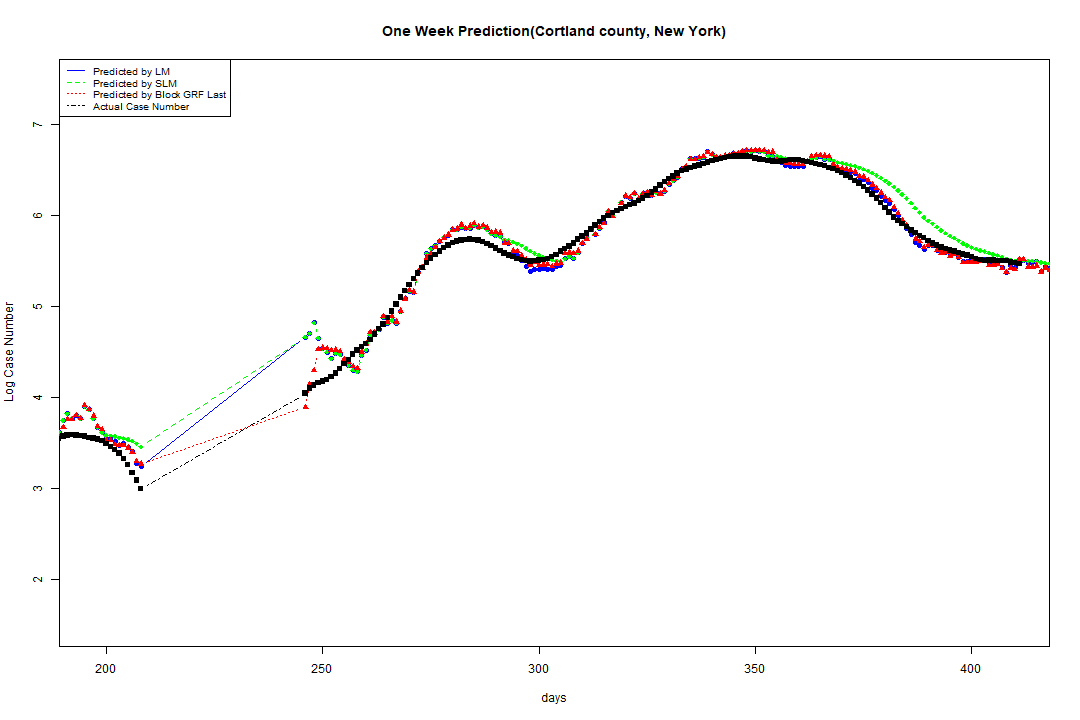 One Week Prediction(Cortland county, New York)
Predicted by LM
Predicted by SLM
Predicted by Block GRF Last
Actual Case Number
7
6
5
4
3
2
Log Case Number
200 250 300 350 400
days